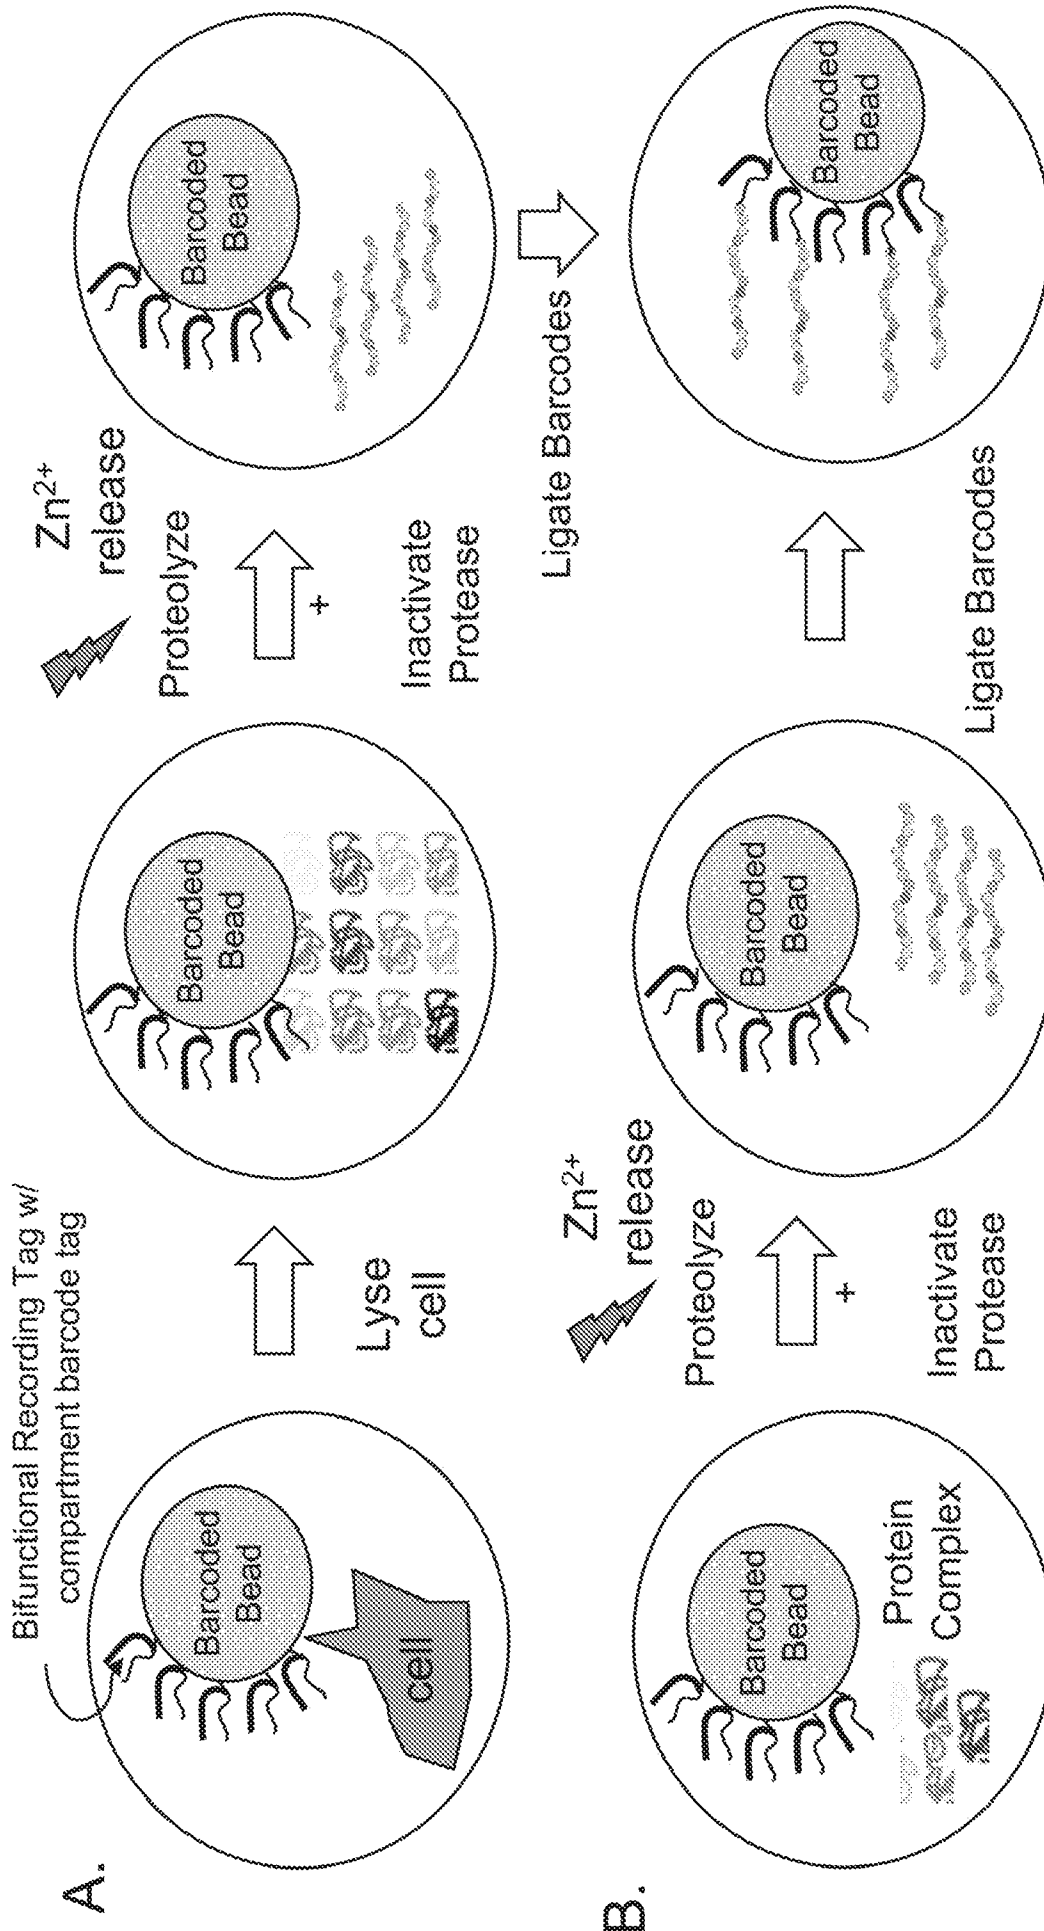 A.
Bifunctional Recording Tag w/
compartment barcode tag
Barcoded
Bead
cell
Lyse
cell
Barcoded
Bead
Zn2+
release
Proteolyze
+
Inactivate
Protease
Barcoded
Bead
Ligate Barcodes
B.
Barcoded
Bead
Protein
Complex
Zn2+
release
Proteolyze
+
Inactivate
Protease
Barcoded
Bead
Ligate Barcodes
Barcoded
Bead